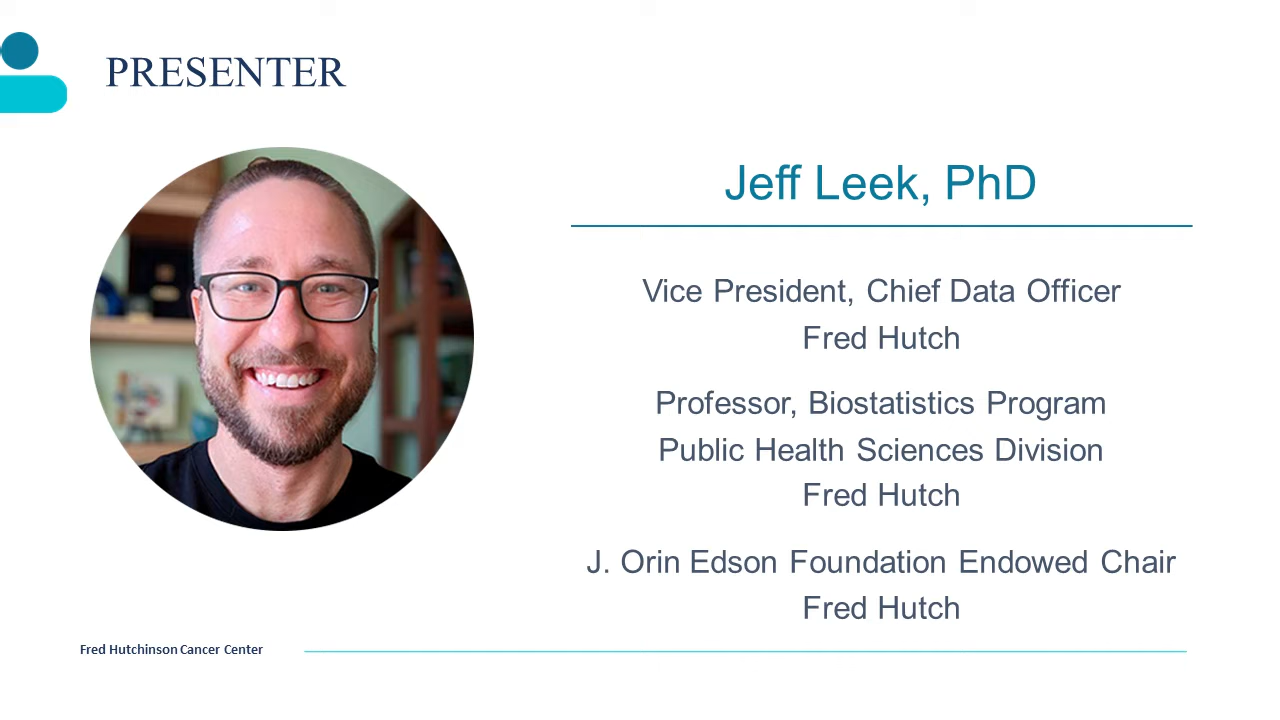 PRESENTER
Jeff Leek, PhD
Vice President, Chief Data Officer
Fred Hutch
Professor, Biostatistics Program
Public Health Sciences Division
Fred Hutch
J. Orin Edson Foundation Endowed Chair
Fred Hutch
Fred Hutchinson Cancer Center